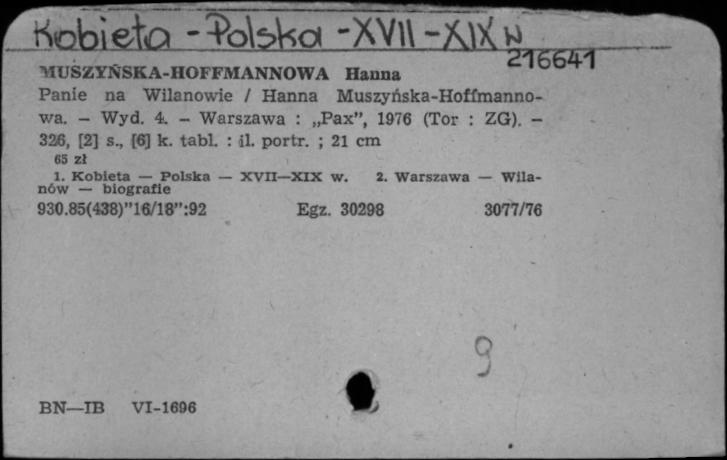 Kobieta - Polska - XVII - XIX w
216641
MUSZYŃSKA-HOFFMANNOWA Hanna
Panie na Wilanowie / Hanna Muszyńska-Hoffmanno-
wa. — Wyd. 4. — Warszawa : „Pax”, 1976 (Tor : ZG). —
326, [2] s., [6] k. tabl. : il. portr. ; 21 cm
65 zł
1. Kobieta — Polska — XVII—XIX w. 2. Warszawa — Wila-
nów — biografie
930.85(438)”16/18”:92 Egz. 30298 3077/76
9
BN—IB VI-1696